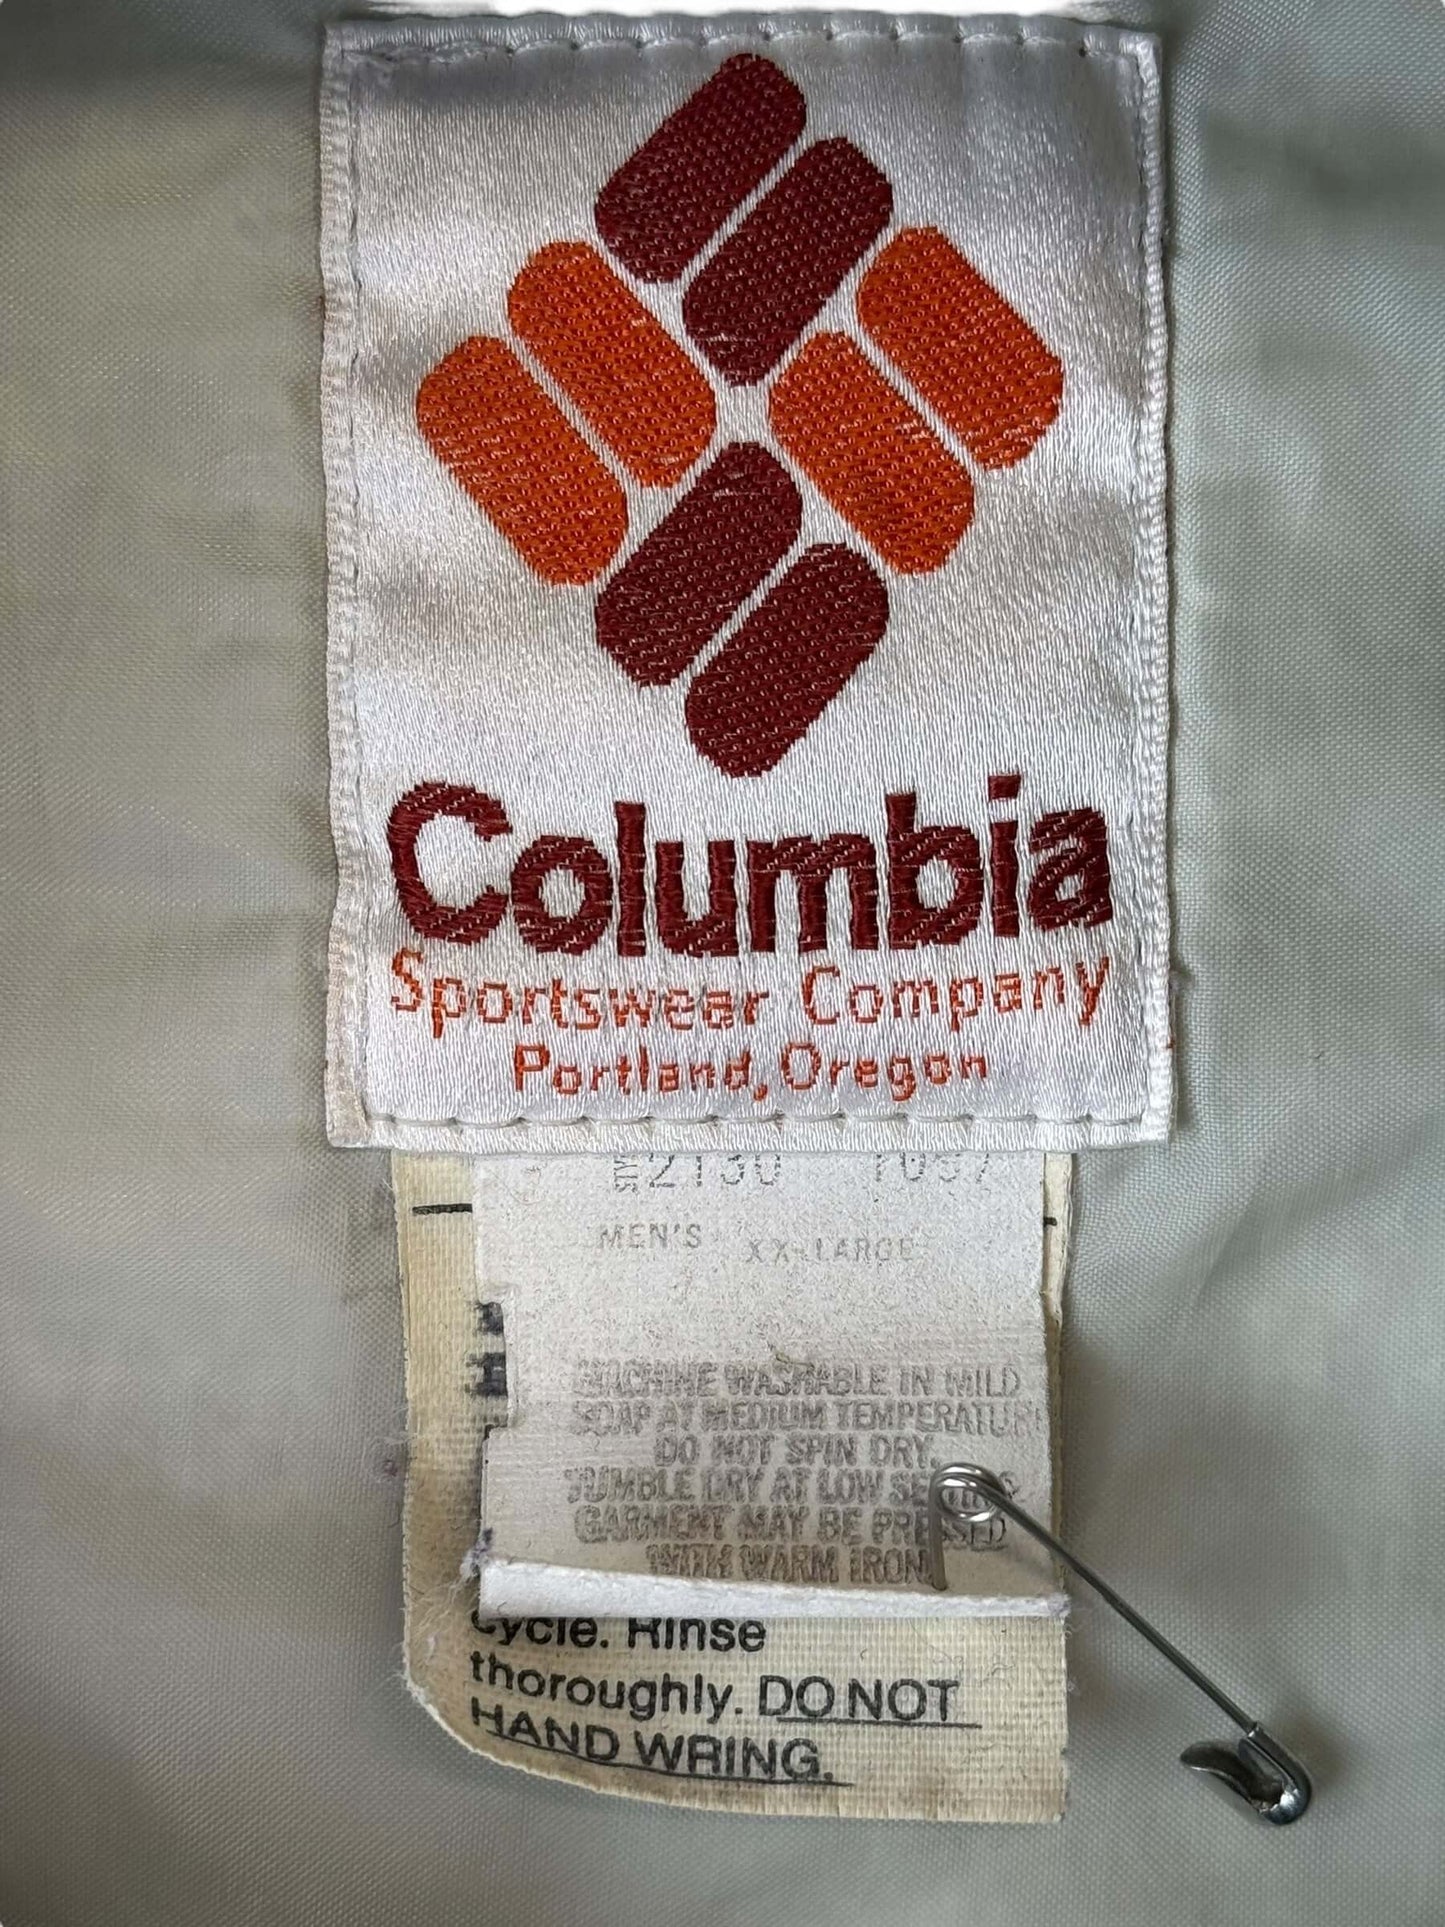 Columbia
Sportswear Company
Portland, Oregon
2130
MEN'S XX-LARGE
MACHINE WASHABLE IN MILD
SOAP AT MEDIUM TEMPERATUR
DO NOT SPIN DRY.
TUMBLE DRY AT LOW SETTING
GARMENT MAY BE PRESSED
WITH WARM IRON.
cycle. Rinse
thoroughly. DO NOT
HAND WRING.